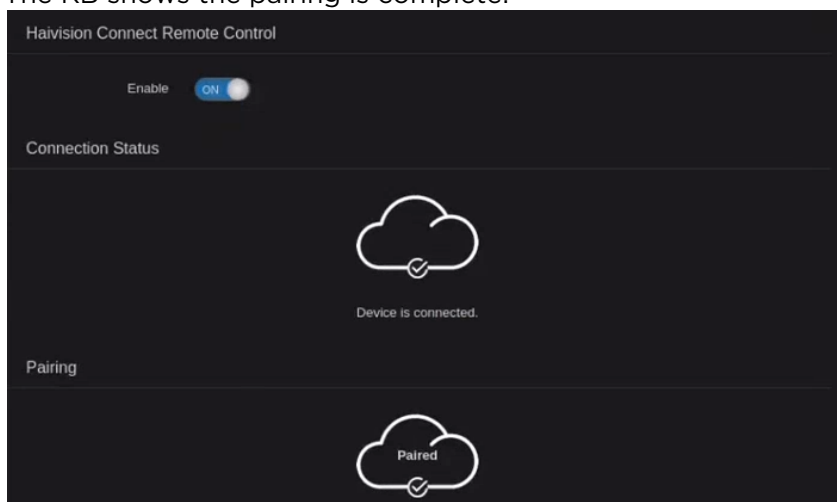 The KB shows the pairing is complete.
Haivision Connect Remote Control
Enable
ON
Connection Status
Device is connected.
Pairing
Paired